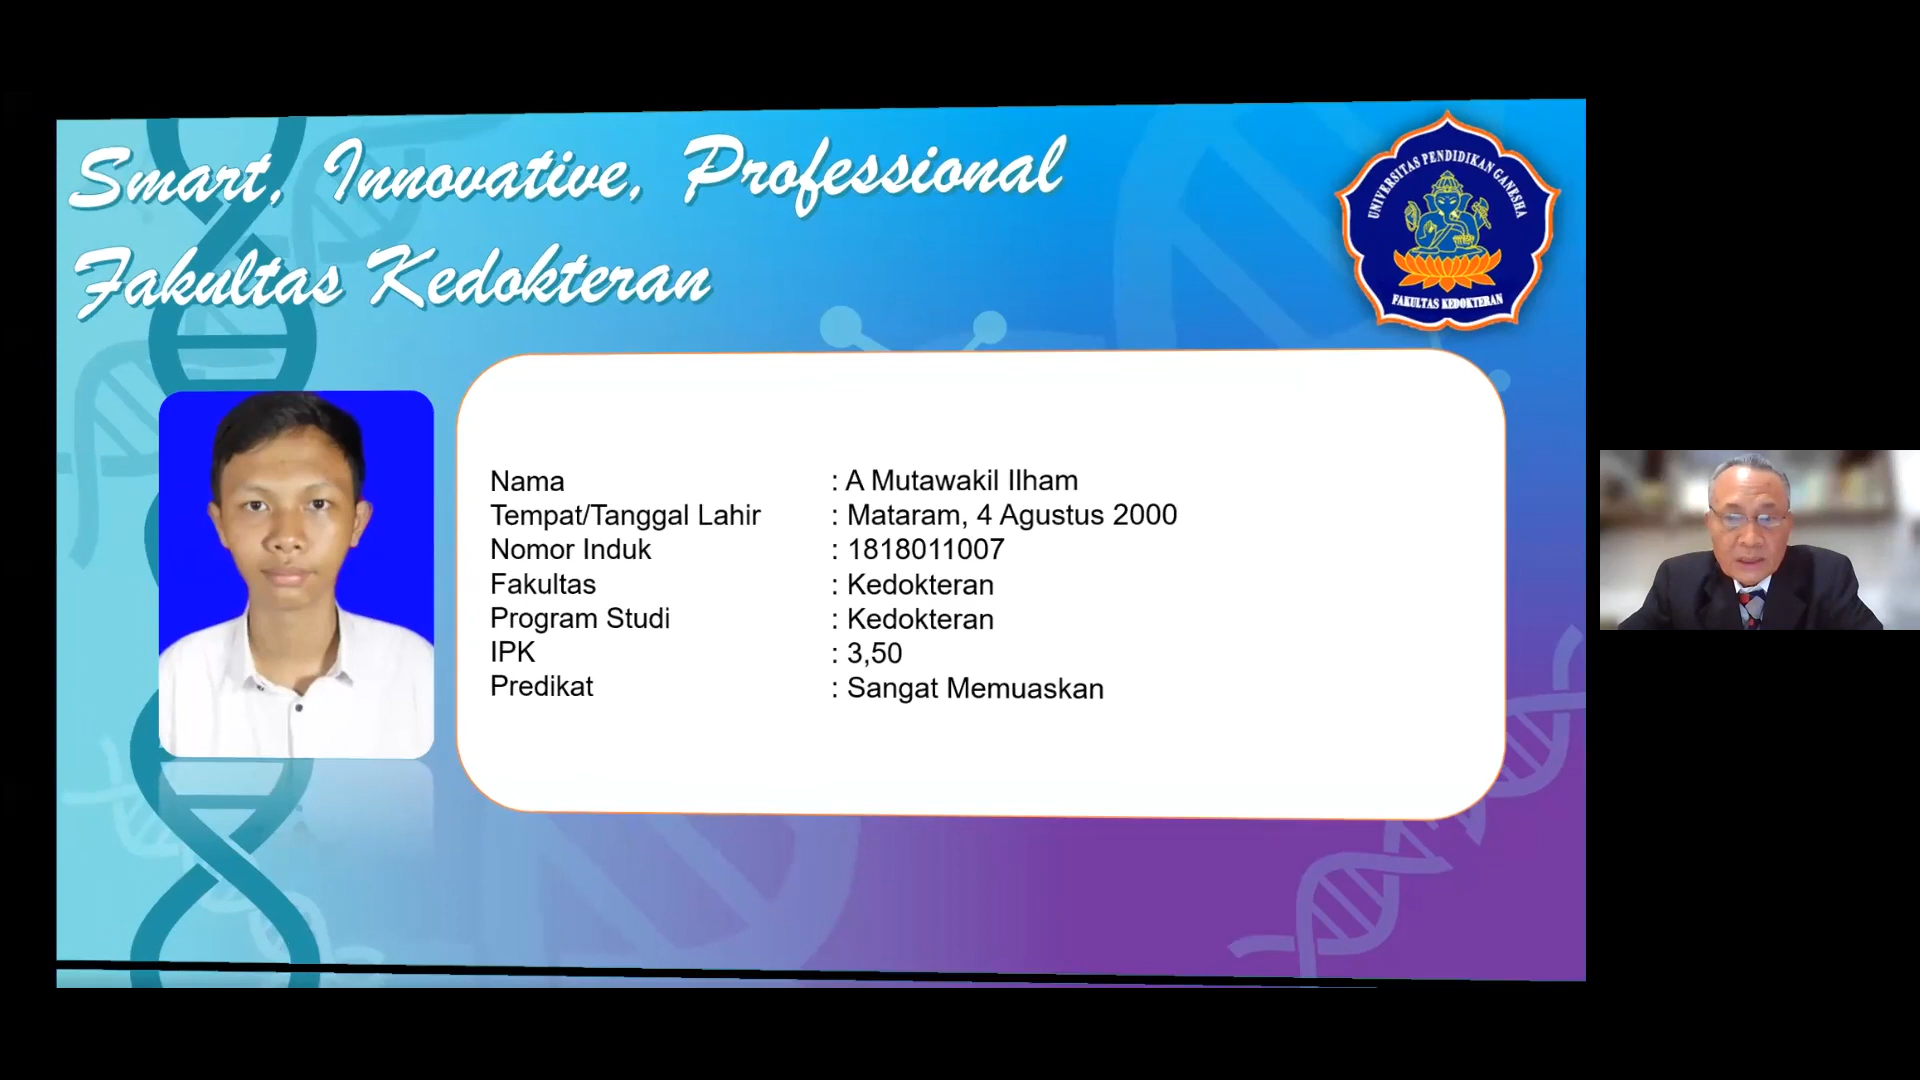 Smart, Innovative, Professional
Fakultas Kedokteran
UNIVERSITAS PENDIDIKAN GANESHA
FAKULTAS KEDOKTERAN
Nama : A Mutawakil Ilham
Tempat/Tanggal Lahir : Mataram, 4 Agustus 2000
Nomor Induk : 1818011007
Fakultas : Kedokteran
Program Studi : Kedokteran
IPK : 3,50
Predikat : Sangat Memuaskan